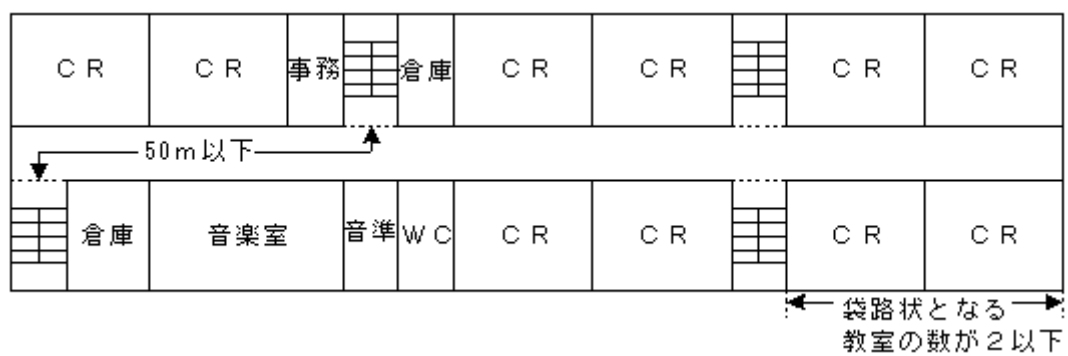 ＣＲ ＣＲ 事務 倉庫 ＣＲ ＣＲ ＣＲ ＣＲ
50ｍ以下
倉庫 音楽室 音準 ＷＣ ＣＲ ＣＲ ＣＲ ＣＲ
袋路状となる
教室の数が２以下